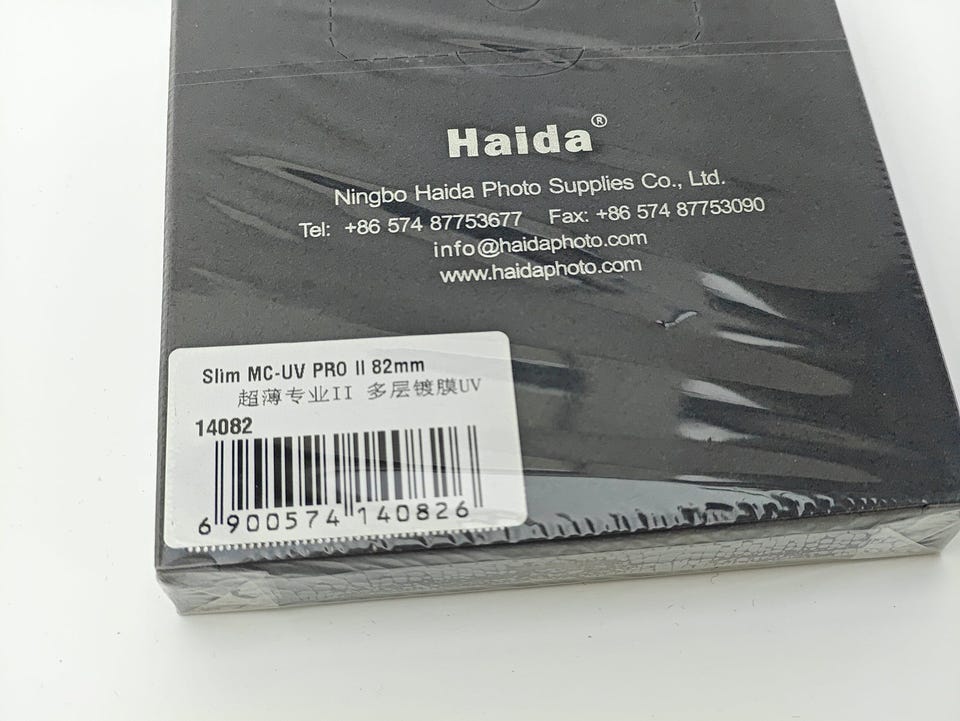 Haida®
Ningbo Haida Photo Supplies Co., Ltd.
Tel: +86 574 87753677 Fax: +86 574 87753090
info@haidaphoto.com
www.haidaphoto.com
Slim MC-UV PRO II 82mm
超薄专业II 多层镀膜UV
14082
6 900574 140826